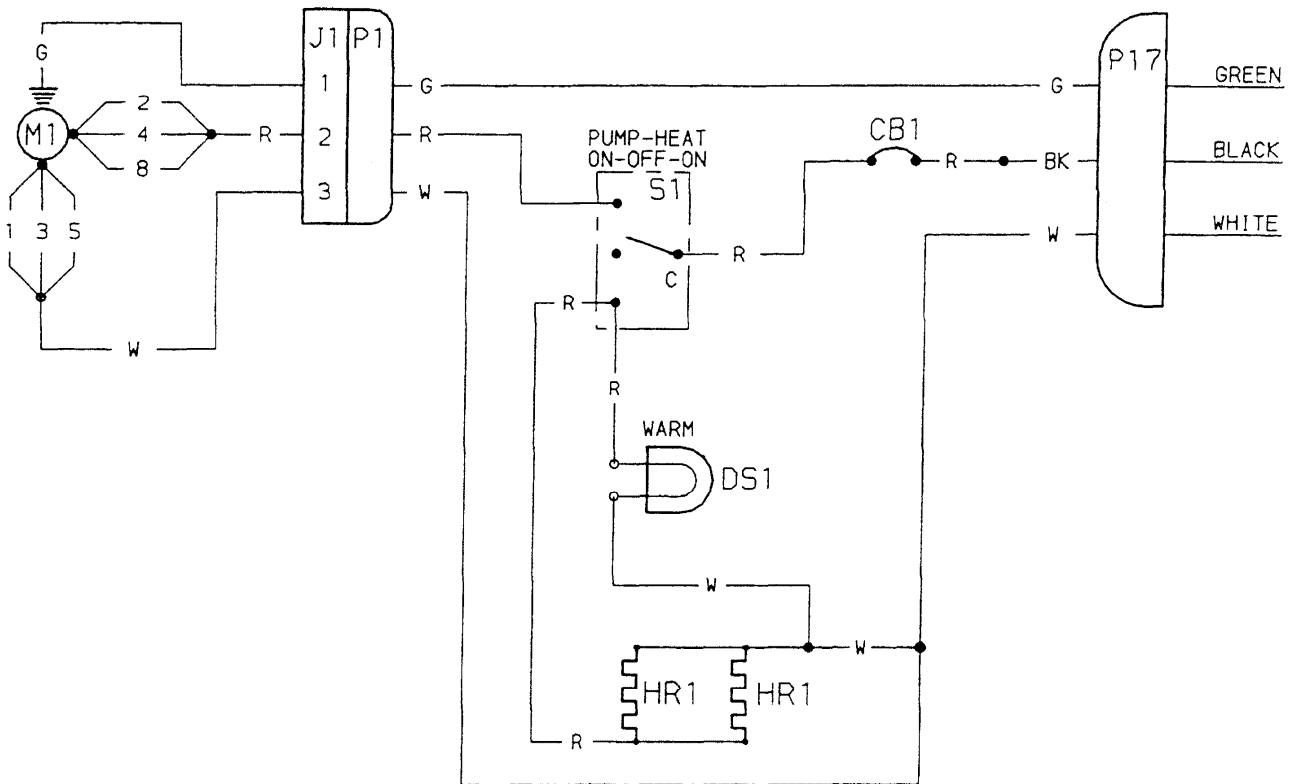 J1 P1
P17
G
1
G
G
GREEN
2
M1
4
R
2
R
PUMP-HEAT
ON-OFF-ON
CB1
8
R
BK
BLACK
3
W
S1
1 3 5
W
WHITE
R
C
R
W
R
WARM
DS1
W
W
HR1
HR1
R